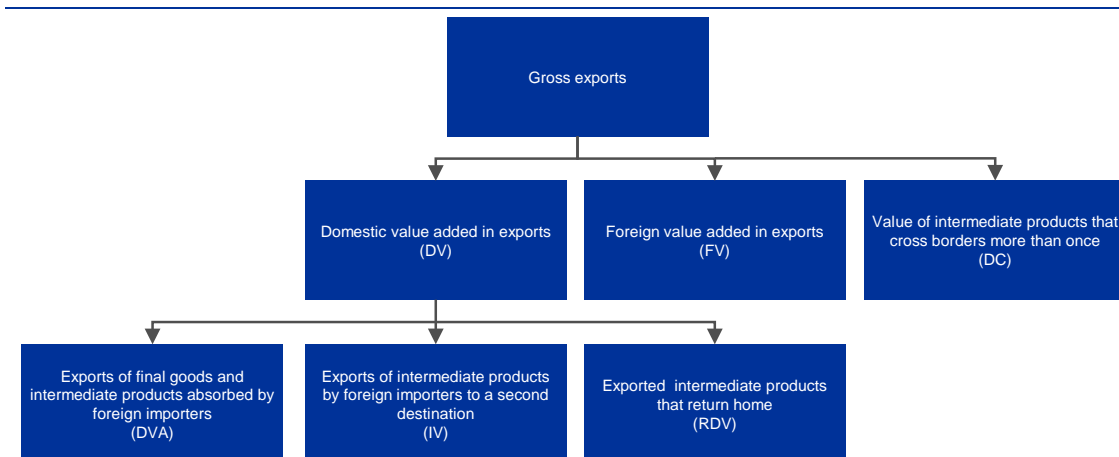 Gross exports
Domestic value added in exports
(DV)
Foreign value added in exports
(FV)
Value of intermediate products that
cross borders more than once
(DC)
Exports of final goods and
intermediate products absorbed by
foreign importers
(DVA)
Exports of intermediate products
by foreign importers to a second
destination
(IV)
Exported intermediate products
that return home
(RDV)